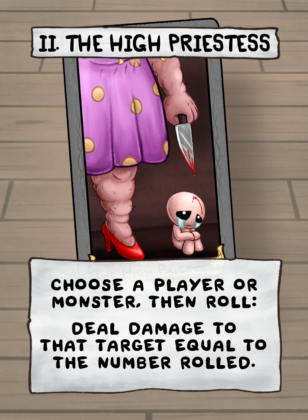 II. THE HIGH PRIESTESS
CHOOSE A PLAYER OR
MONSTER, THEN ROLL:
DEAL DAMAGE TO
THAT TARGET EQUAL TO
THE NUMBER ROLLED.